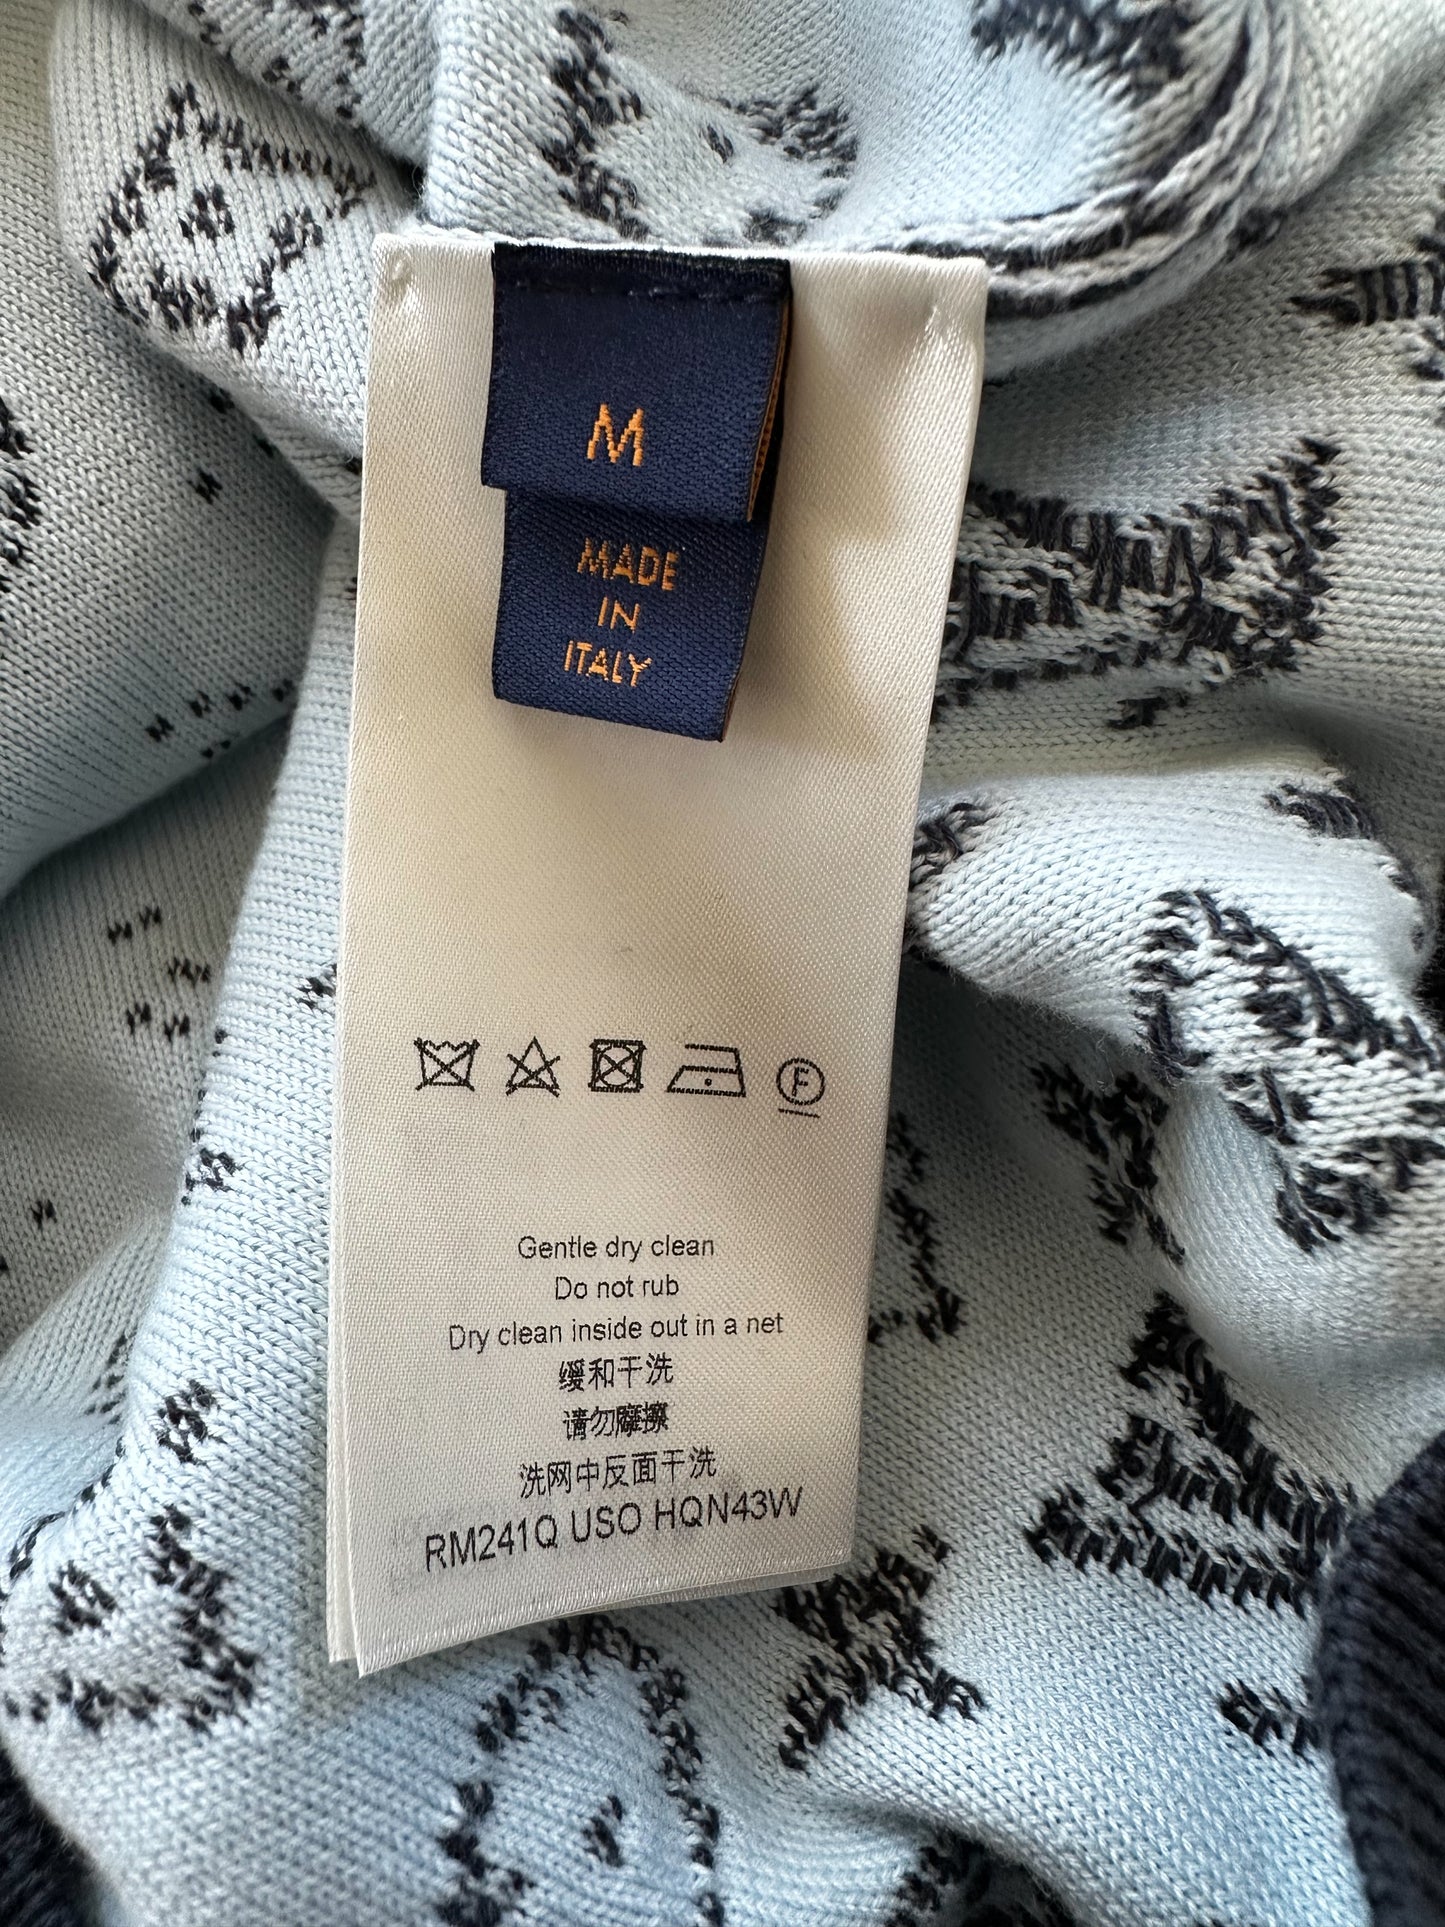 M
MADE
IN
ITALY
F
Gentle dry clean
Do not rub
Dry clean inside out in a net
缓和干洗
请勿摩擦
洗网中反面干洗
RM241Q USO HQN43W